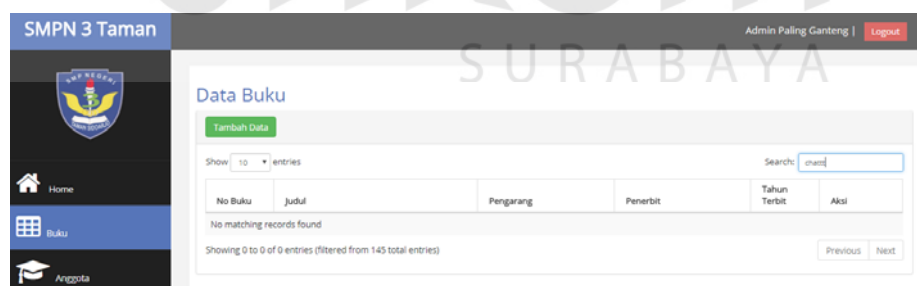 SMPN 3 Taman
Admin Paling Ganteng | Logout
SURABAYA
Data Buku
Tambah Data
Show 10 entries
Search:
No Buku Judul Pengarang Penerbit Tahun Terbit Aksi
No matching records found
Showing 0 to 0 of 0 entries (filtered from 145 total entries)
Previous Next
Home
Buku
Anggota